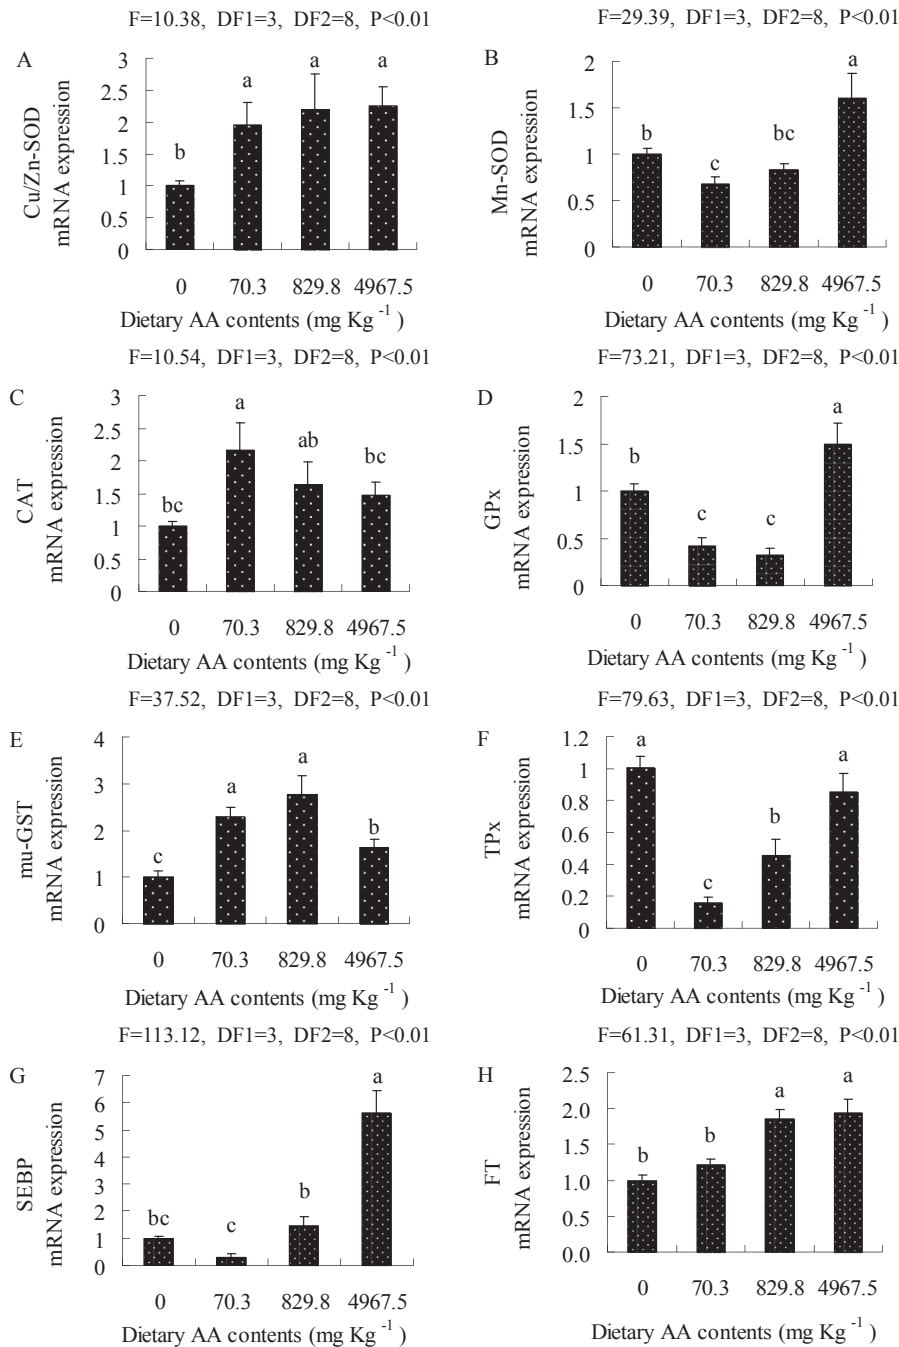 F=10.38, DF1=3, DF2=8, P<0.01
A
Cu/Zn-SOD
mRNA expression
3
2.5
2
1.5
1
0.5
0
b
a
a
a
0 70.3 829.8 4967.5
Dietary AA contents (mg Kg -1 )
F=29.39, DF1=3, DF2=8, P<0.01
B
Mn-SOD
mRNA expression
2
1.5
1
0.5
0
b
c
bc
a
0 70.3 829.8 4967.5
Dietary AA contents (mg Kg -1 )
F=10.54, DF1=3, DF2=8, P<0.01
C
CAT
mRNA expression
3
2.5
2
1.5
1
0.5
0
bc
a
ab
bc
0 70.3 829.8 4967.5
Dietary AA contents (mg Kg -1 )
F=73.21, DF1=3, DF2=8, P<0.01
D
GPx
mRNA expression
2
1.5
1
0.5
0
b
c
c
a
0 70.3 829.8 4967.5
Dietary AA contents (mg Kg -1 )
F=37.52, DF1=3, DF2=8, P<0.01
E
mu-GST
mRNA expression
4
3
2
1
0
c
a
a
b
0 70.3 829.8 4967.5
Dietary AA contents (mg Kg -1 )
F=79.63, DF1=3, DF2=8, P<0.01
F
TPx
mRNA expression
1.2
1
0.8
0.6
0.4
0.2
0
a
c
b
a
0 70.3 829.8 4967.5
Dietary AA contents (mg Kg -1 )
F=113.12, DF1=3, DF2=8, P<0.01
G
SEBP
mRNA expression
7
6
5
4
3
2
1
0
bc
c
b
a
0 70.3 829.8 4967.5
Dietary AA contents (mg Kg -1 )
F=61.31, DF1=3, DF2=8, P<0.01
H
FT
mRNA expression
2.5
2.0
1.5
1.0
0.5
0.0
b
b
a
a
0 70.3 829.8 4967.5
Dietary AA contents (mg Kg -1 )